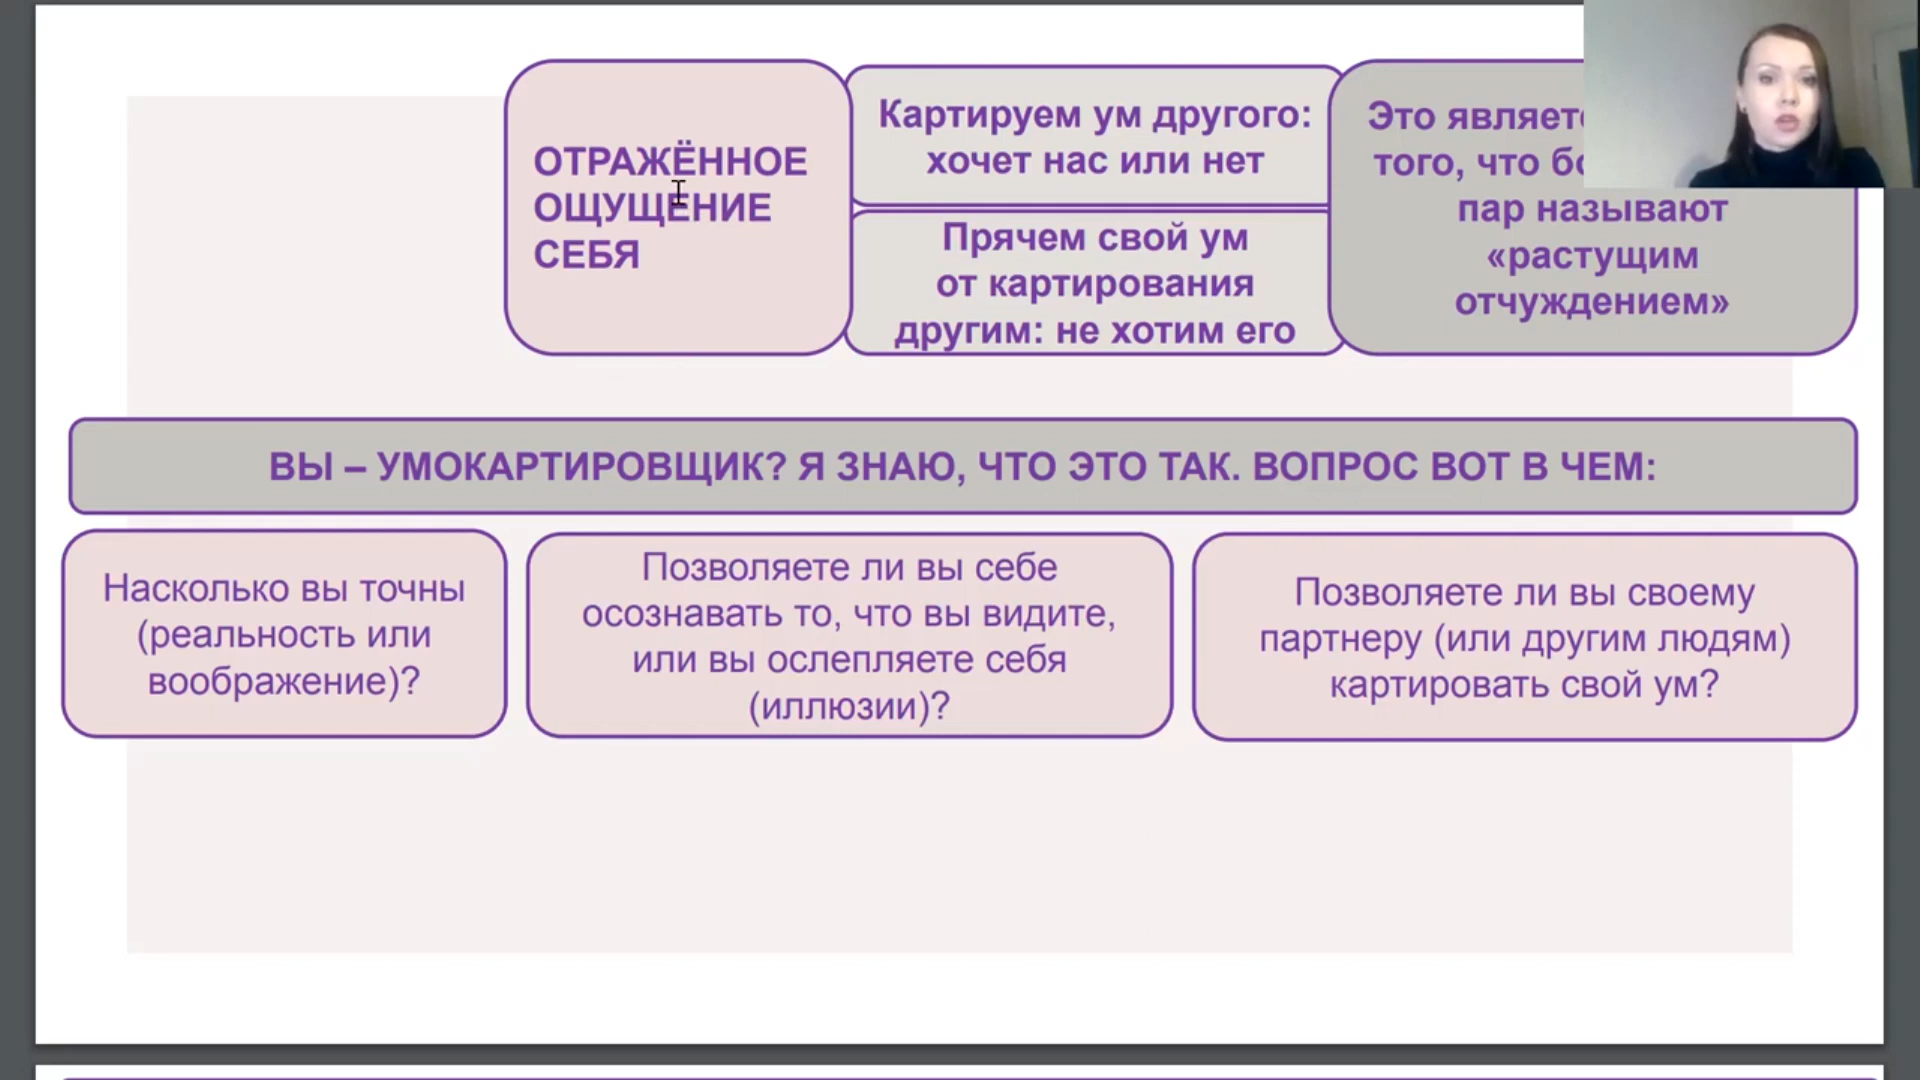 ОТРАЖЁННОЕ
ОЩУЩЕНИЕ
СЕБЯ
Картируем ум другого:
хочет нас или нет
Прячем свой ум
от картирования
другим: не хотим его
Это
того, что
пар называют
«растущим
отчуждением»
ВЫ – УМОКАРТИРОВЩИК? Я ЗНАЮ, ЧТО ЭТО ТАК. ВОПРОС ВОТ В ЧЕМ:
Насколько вы точны
(реальность или
воображение)?
Позволяете ли вы себе
осознавать то, что вы видите,
или вы ослепляете себя
(иллюзии)?
Позволяете ли вы своему
партнеру (или другим людям)
картировать свой ум?